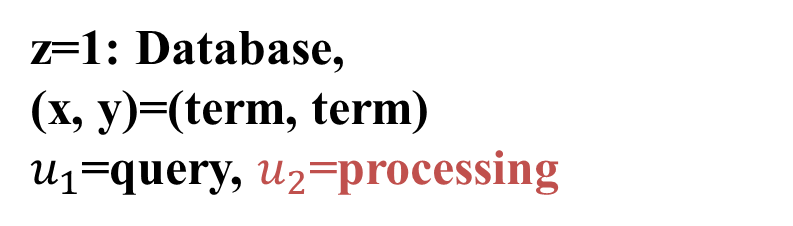 z=1: Database,
(x, y)=(term, term)
𝑢₁=query, 𝑢₂=processing